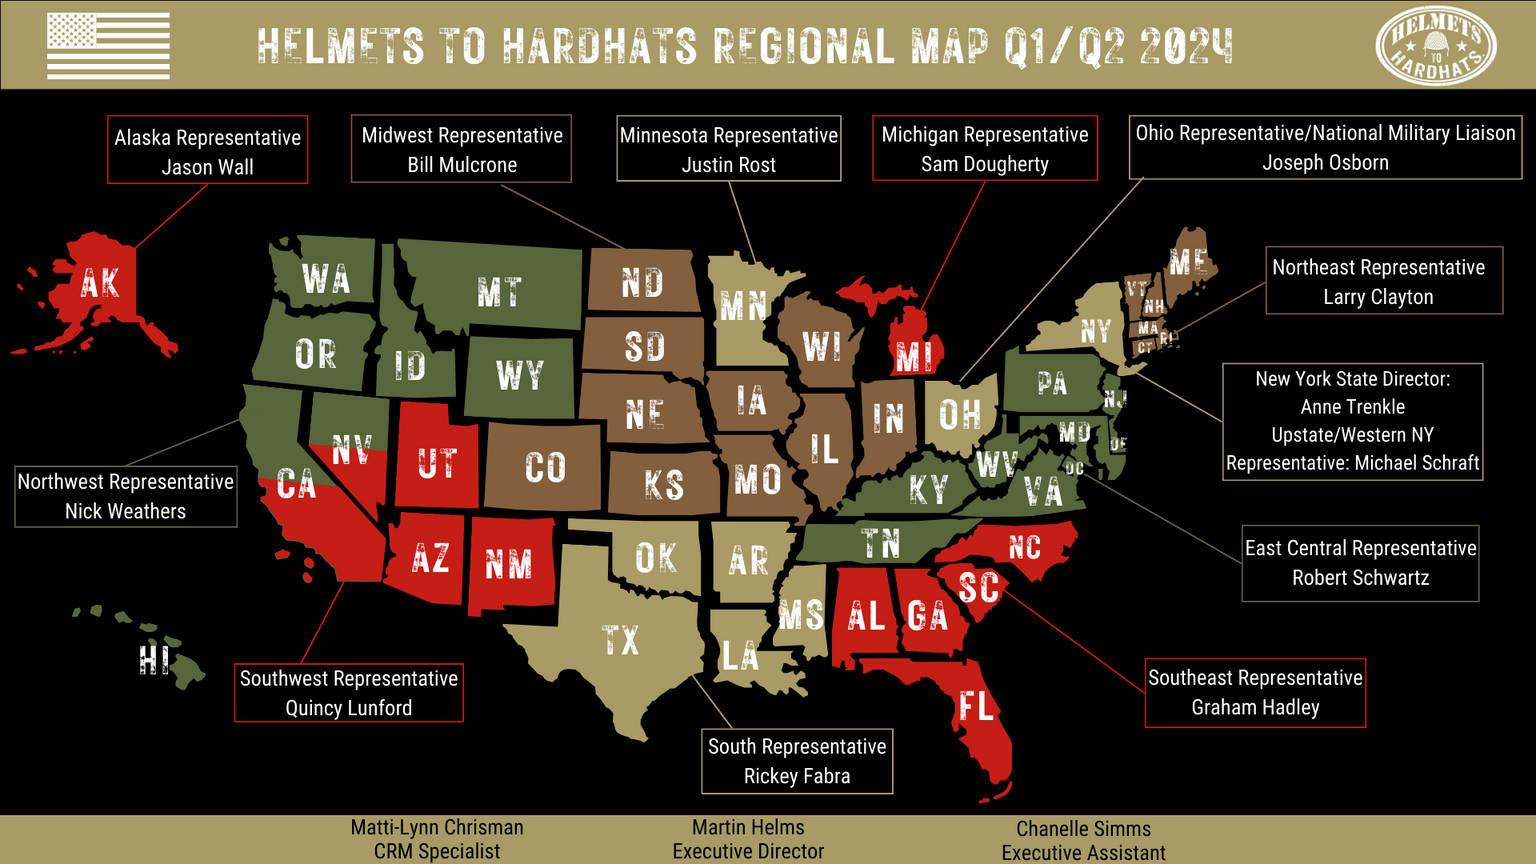 HELMETS TO HARDHATS REGIONAL MAP Q1/Q2 2024
HELMETS
TO
HARDHATS
Alaska Representative
Jason Wall
Midwest Representative
Bill Mulcrone
Minnesota Representative
Justin Rost
Michigan Representative
Sam Dougherty
Ohio Representative/National Military Liaison
Joseph Osborn
Northeast Representative
Larry Clayton
New York State Director:
Anne Trenkle
Upstate/Western NY
Representative: Michael Schraft
Northwest Representative
Nick Weathers
East Central Representative
Robert Schwartz
Southwest Representative
Quincy Lunford
Southeast Representative
Graham Hadley
South Representative
Rickey Fabra
AK
WA
MT
ND
MN
ME
VT
NH
NY
MA
RI
CT
OR
ID
WY
SD
WI
MI
PA
NJ
NE
IA
IN
OH
MD
DE
NV
UT
CO
KS
MO
IL
WV
DC
CA
KY
VA
AZ
NM
OK
AR
TN
NC
SC
MS
AL
GA
TX
LA
HI
FL
Matti-Lynn Chrisman
CRM Specialist
Martin Helms
Executive Director
Chanelle Simms
Executive Assistant